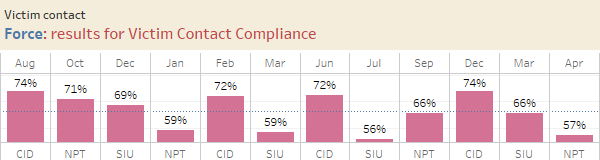 Victim contact
Force: results for Victim Contact Compliance
Aug Oct Dec Jan Feb Mar Jun Jul Sep Dec Mar Apr
74% 71% 69% 59% 72% 59% 72% 56% 66% 74% 66% 57%
CID NPT SIU NPT CID SIU CID SIU NPT CID SIU NPT